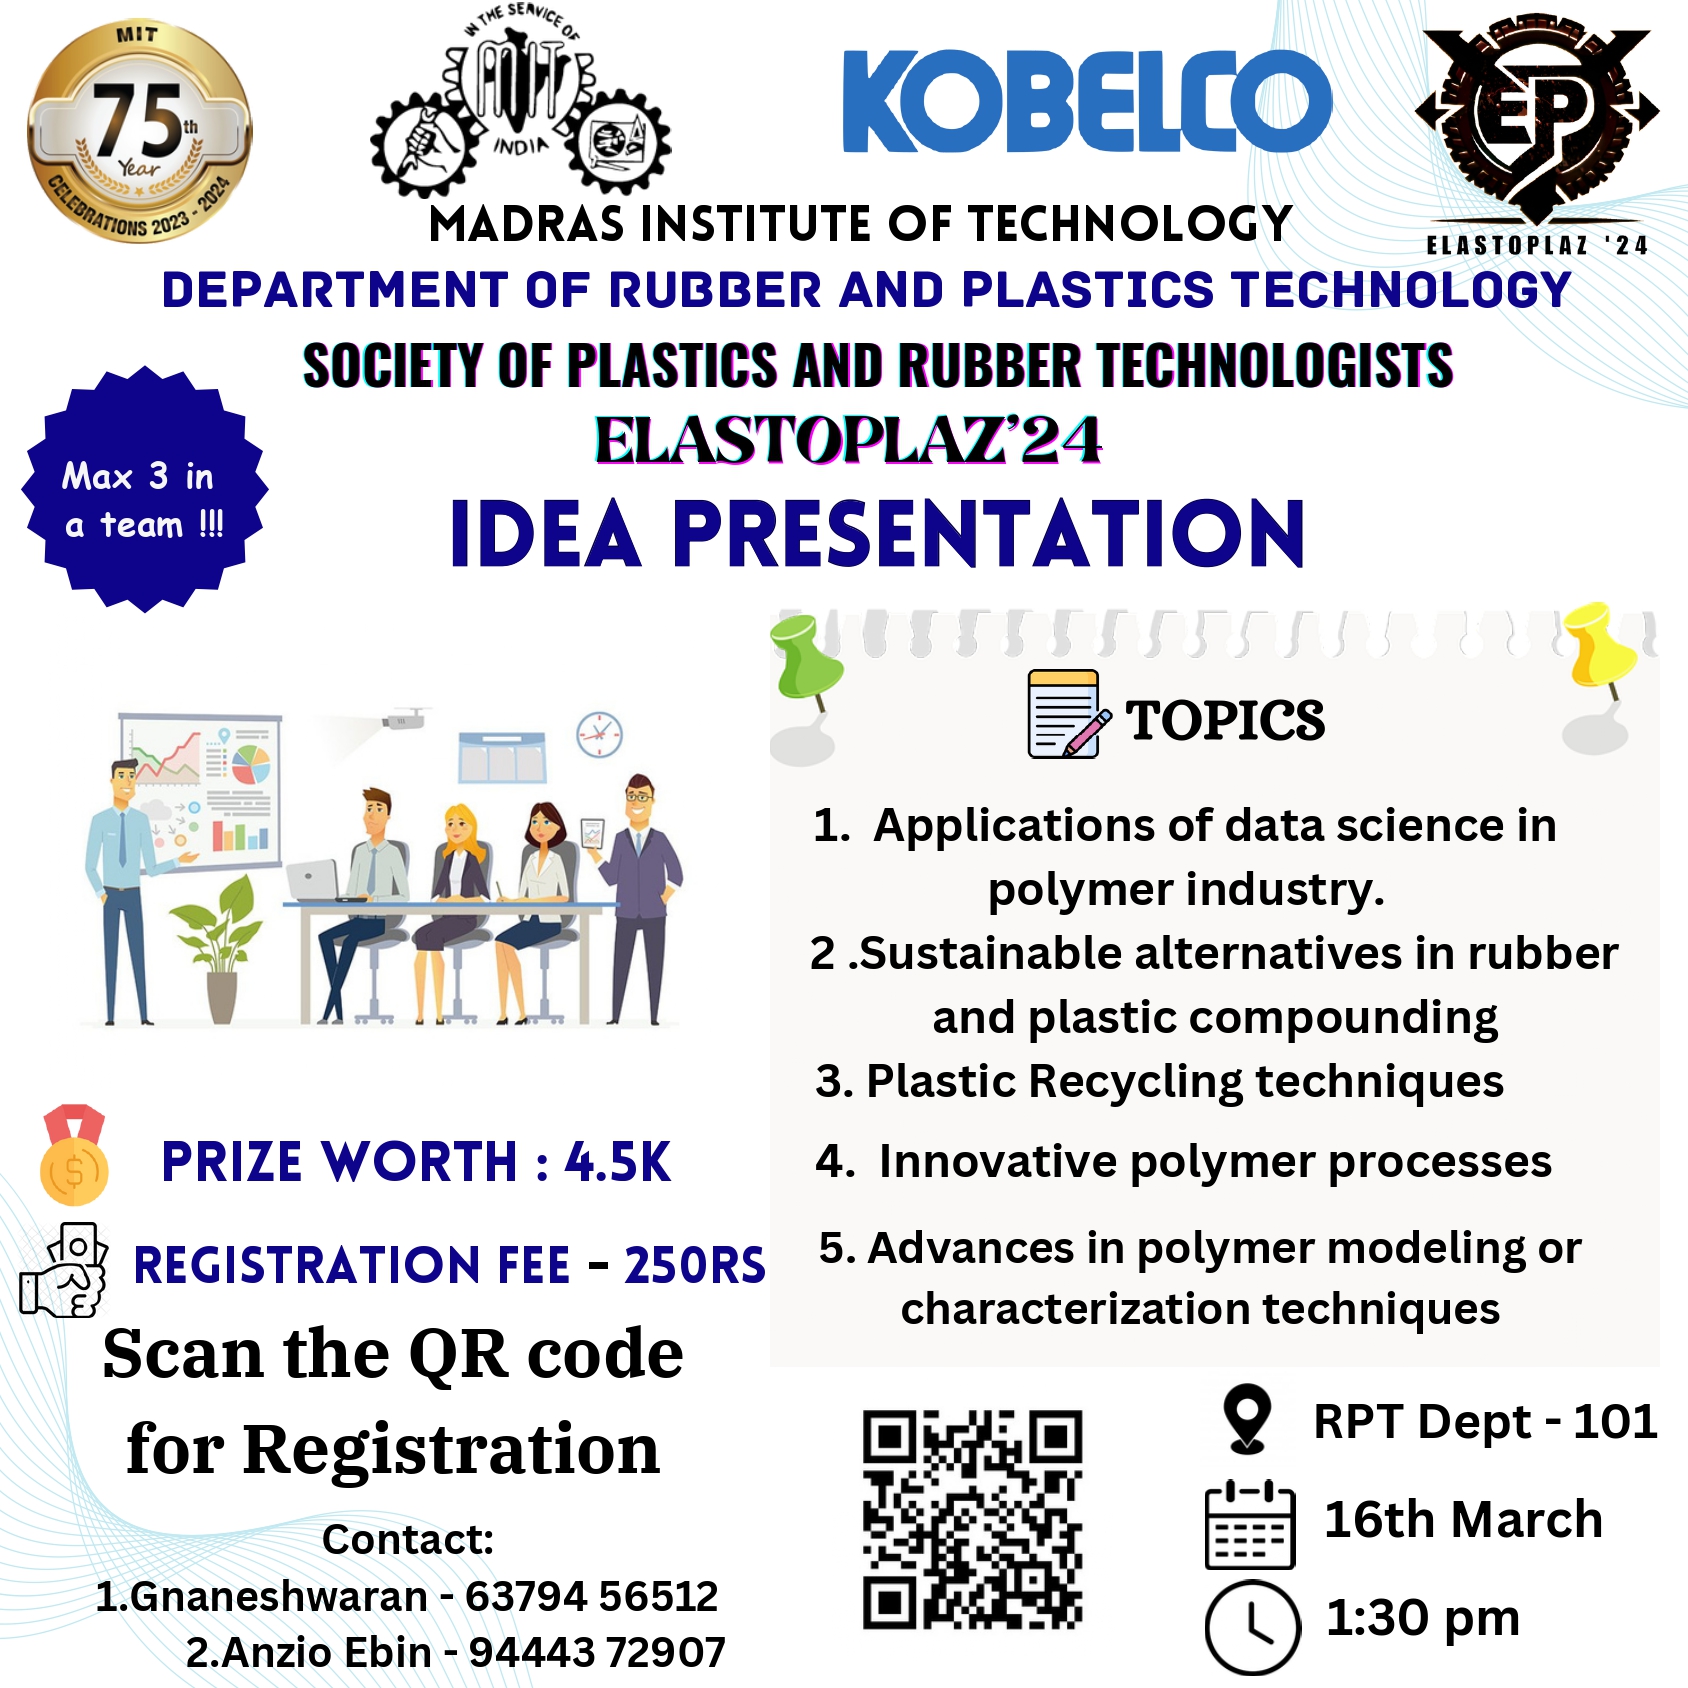 MIT
75th
Year
CELEBRATIONS 2023 - 2024
IN THE SERVICE OF
MIT
INDIA
KOBELCO
EP
ELASTOPLAZ '24
MADRAS INSTITUTE OF TECHNOLOGY
DEPARTMENT OF RUBBER AND PLASTICS TECHNOLOGY
SOCIETY OF PLASTICS AND RUBBER TECHNOLOGISTS
ELASTOPLAZ’24
IDEA PRESENTATION
Max 3 in
a team !!!
TOPICS
1. Applications of data science in
polymer industry.
2 .Sustainable alternatives in rubber
and plastic compounding
3. Plastic Recycling techniques
4. Innovative polymer processes
5. Advances in polymer modeling or
characterization techniques
PRIZE WORTH : 4.5K
REGISTRATION FEE - 250RS
Scan the QR code
for Registration
Contact:
1.Gnaneshwaran - 63794 56512
2.Anzio Ebin - 94443 72907
RPT Dept - 101
16th March
1:30 pm